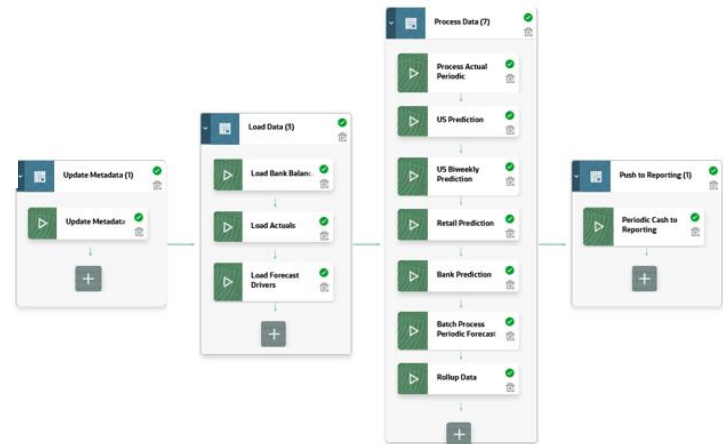 Update Metadata (1)
Update Metadata
Load Data (3)
Load Bank Balanc
Load Actuals
Load Forecast
Drivers
Process Data (7)
Process Actual
Periodic
US Prediction
US Biweekly
Prediction
Retail Prediction
Bank Prediction
Batch Process
Periodic Forecast
Rollup Data
Push to Reporting (1)
Periodic Cash to
Reporting